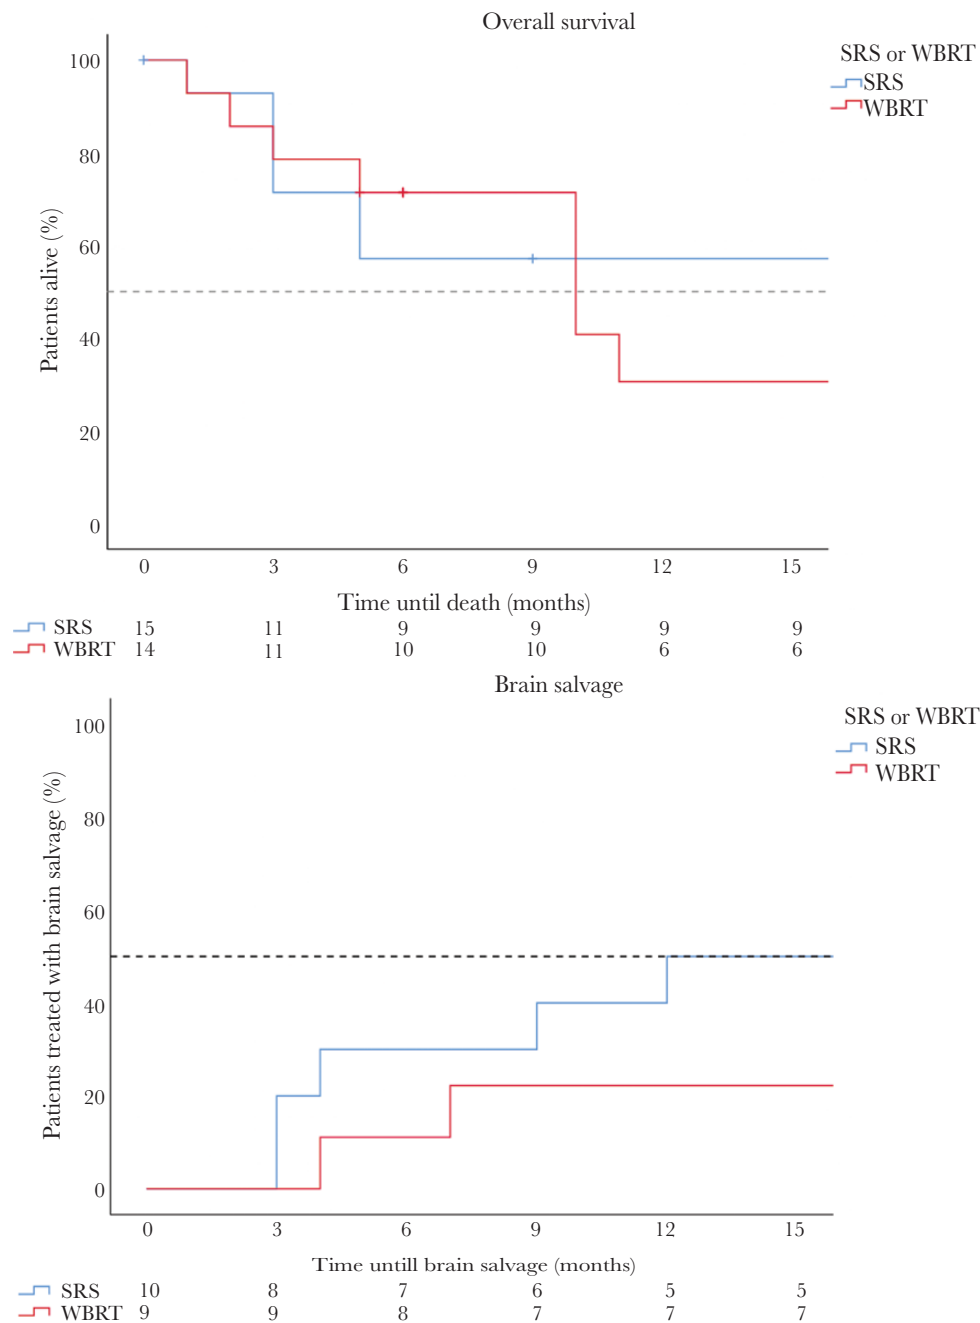 Overall survival
SRS or WBRT
SRS
WBRT
Patients alive (%)
100
80
60
40
20
0
0 3 6 9 12 15
Time until death (months)
SRS 15 11 9 9 9 9
WBRT 14 11 10 10 6 6
Brain salvage
SRS or WBRT
SRS
WBRT
Patients treated with brain salvage (%)
100
80
60
40
20
0
0 3 6 9 12 15
Time untill brain salvage (months)
SRS 10 8 7 6 5 5
WBRT 9 9 8 7 7 7